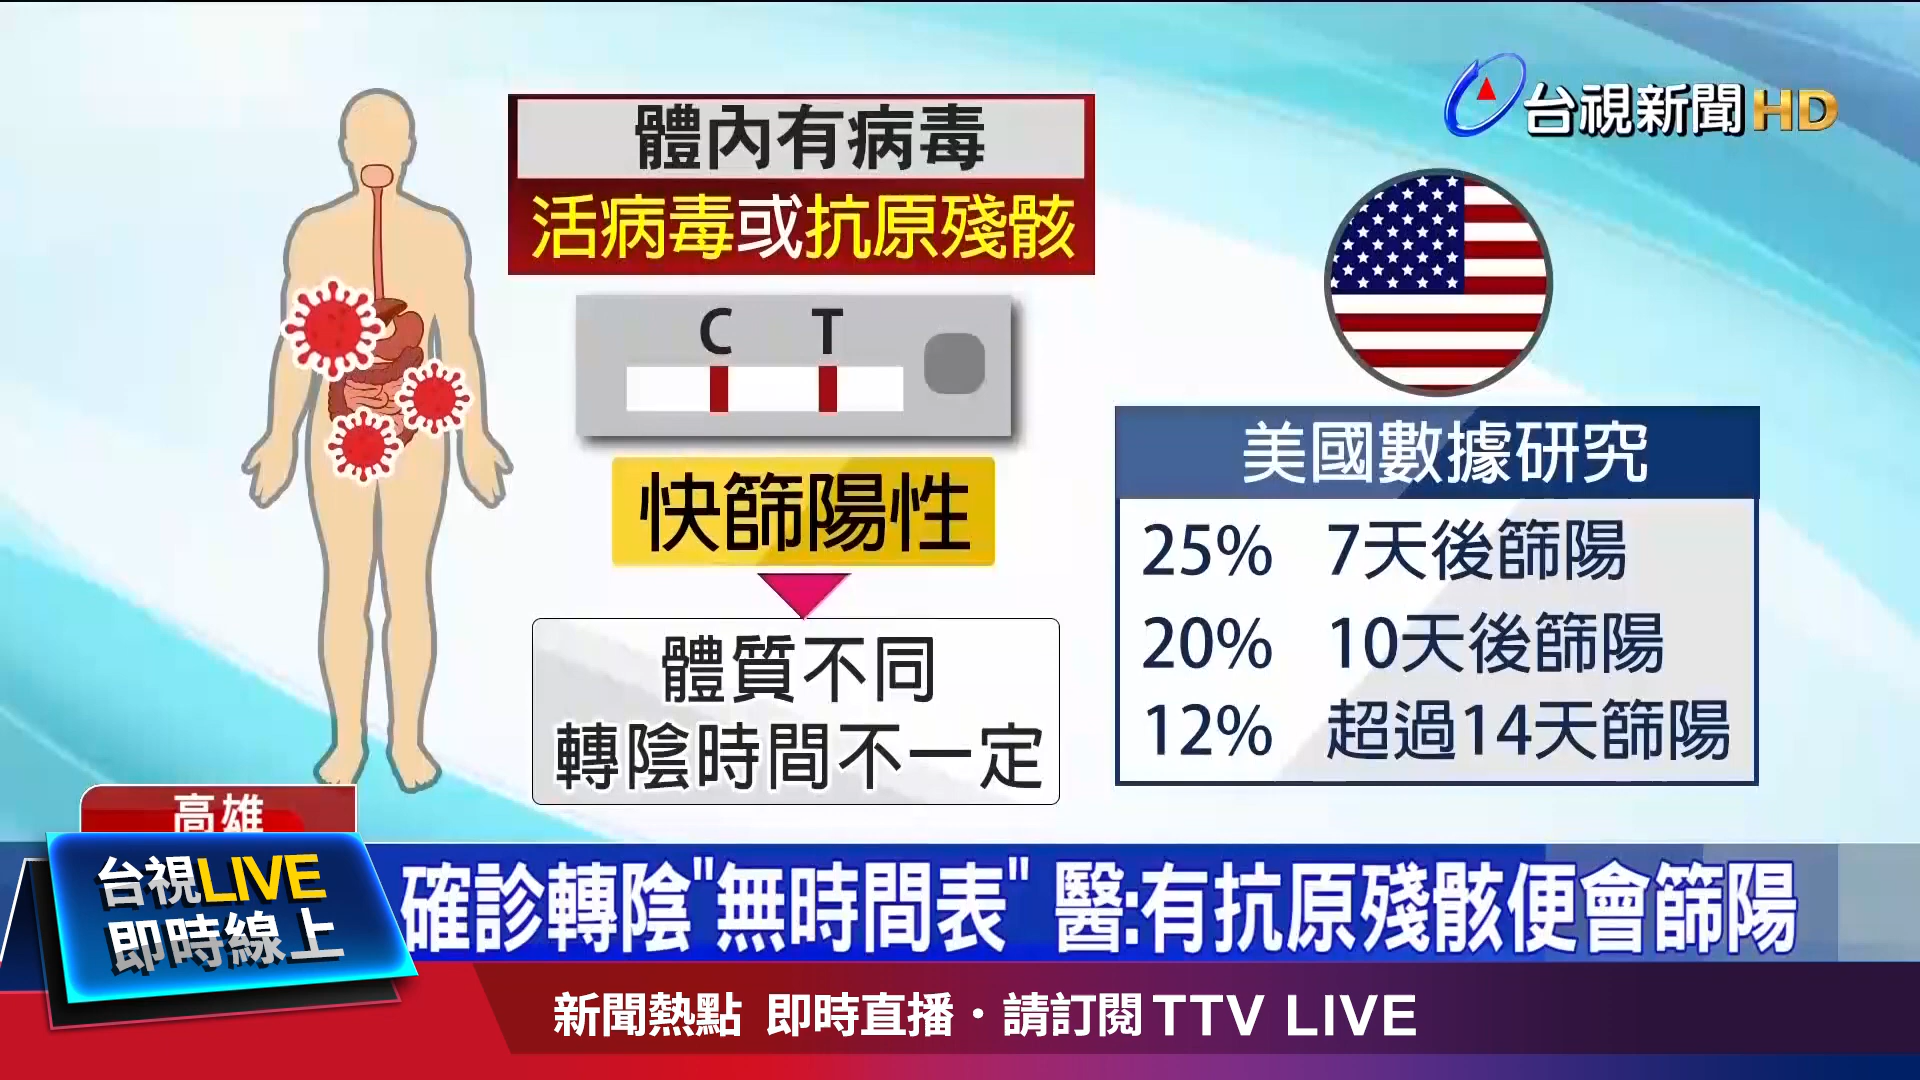 台視新聞HD
體內有病毒
活病毒或抗原殘骸
C T
快篩陽性
體質不同
轉陰時間不一定
美國數據研究
25% 7天後篩陽
20% 10天後篩陽
12% 超過14天篩陽
高雄
台視LIVE
即時線上
確診轉陰"無時間表" 醫:有抗原殘骸便會篩陽
新聞熱點 即時直播・請訂閱TTV LIVE